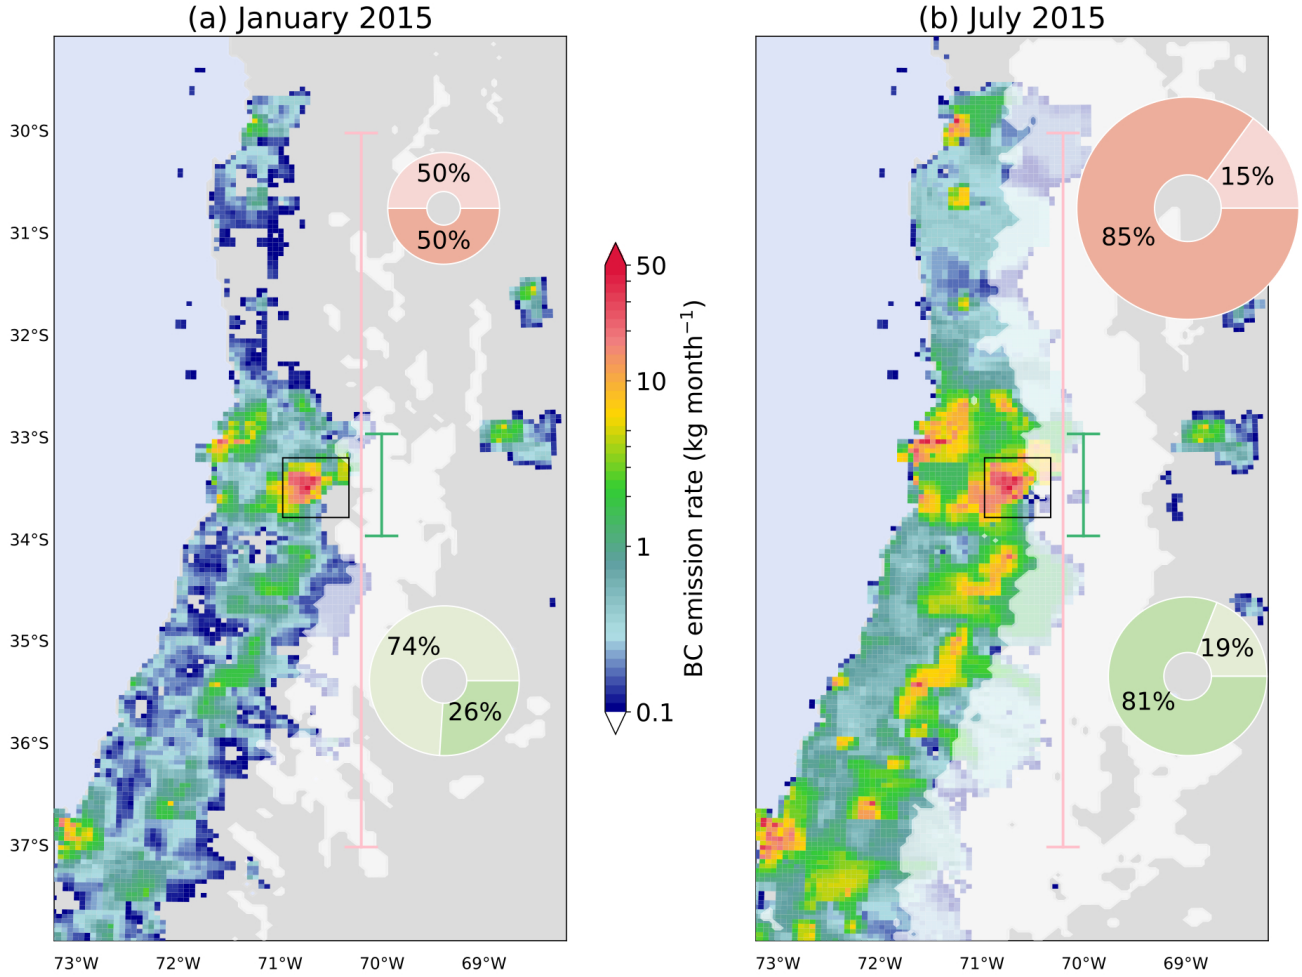 (a) January 2015
(b) July 2015
30°S
31°S
32°S
33°S
34°S
35°S
36°S
37°S
50%
50%
74%
26%
73°W
72°W
71°W
70°W
69°W
50
10
1
0.1
BC emission rate (kg month⁻¹)
15%
85%
19%
81%
73°W
72°W
71°W
70°W
69°W